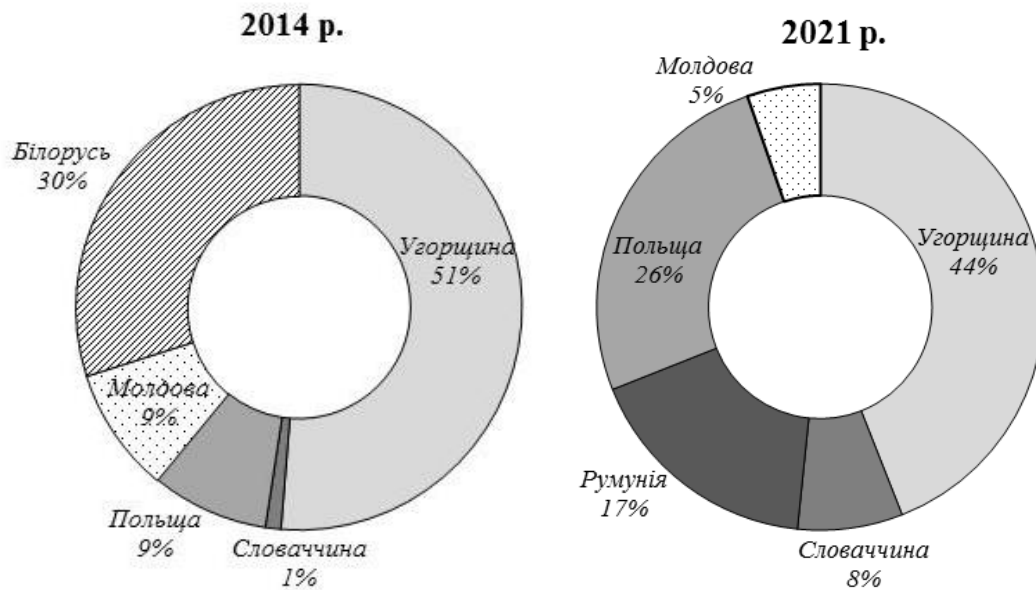 2014 р.
Білорусь
30%
Угорщина
51%
Молдова
9%
Польща
9%
Словаччина
1%
2021 р.
Молдова
5%
Польща
26%
Угорщина
44%
Румунія
17%
Словаччина
8%